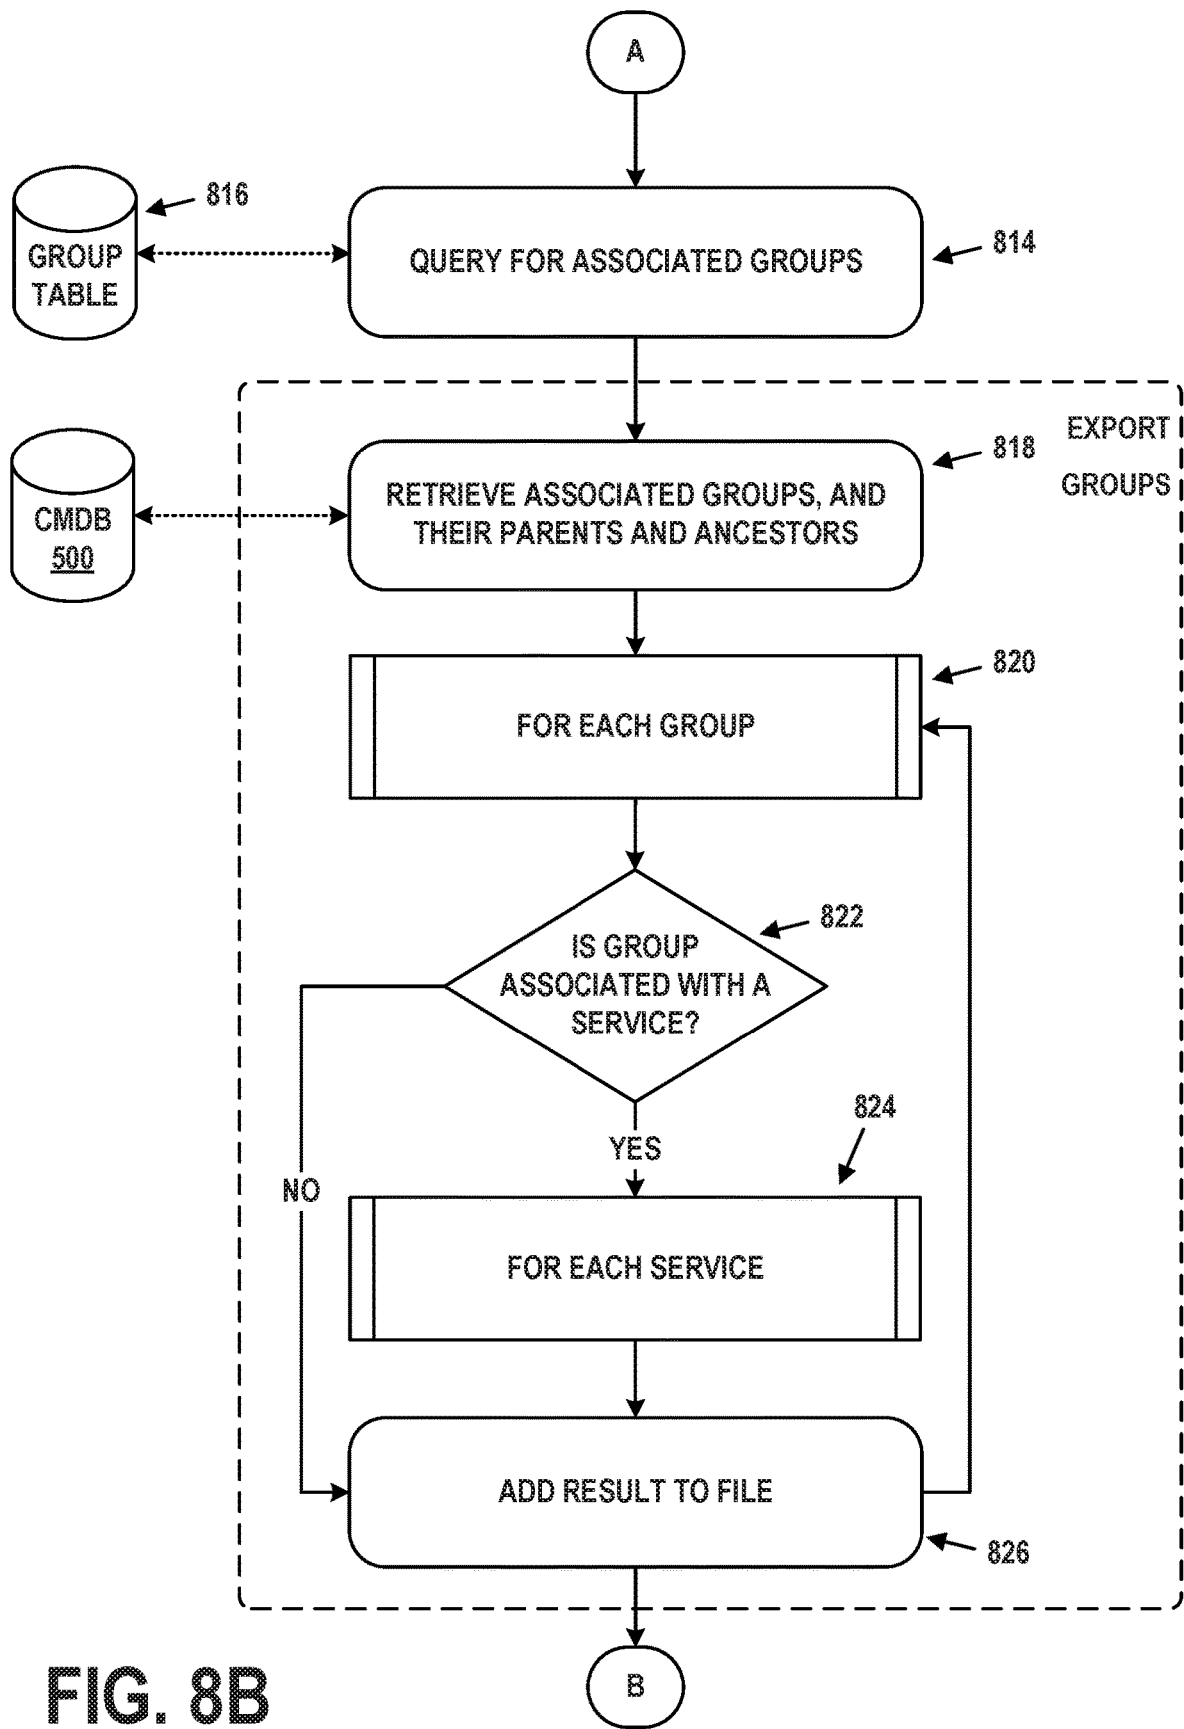 A
816
GROUP
TABLE
QUERY FOR ASSOCIATED GROUPS
814
EXPORT
GROUPS
818
CMDB
500
RETRIEVE ASSOCIATED GROUPS, AND
THEIR PARENTS AND ANCESTORS
820
FOR EACH GROUP
822
IS GROUP
ASSOCIATED WITH A
SERVICE?
824
YES
NO
FOR EACH SERVICE
ADD RESULT TO FILE
826
B
FIG. 8B